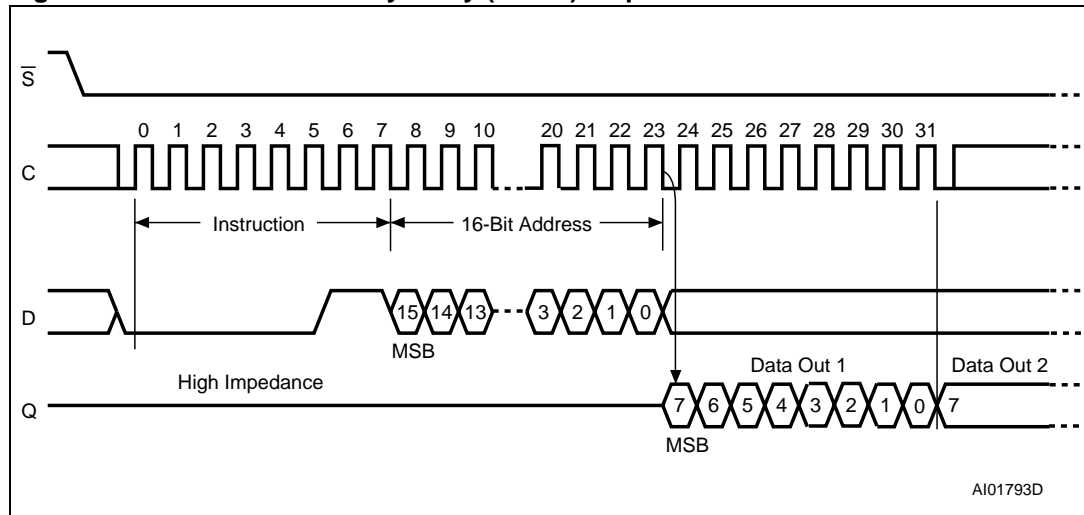 S
0 1 2 3 4 5 6 7 8 9 10 20 21 22 23 24 25 26 27 28 29 30 31
C
Instruction 16-Bit Address
D
15 14 13 3 2 1 0
MSB
High Impedance Data Out 1 Data Out 2
Q
7 6 5 4 3 2 1 0 7
MSB
AI01793D